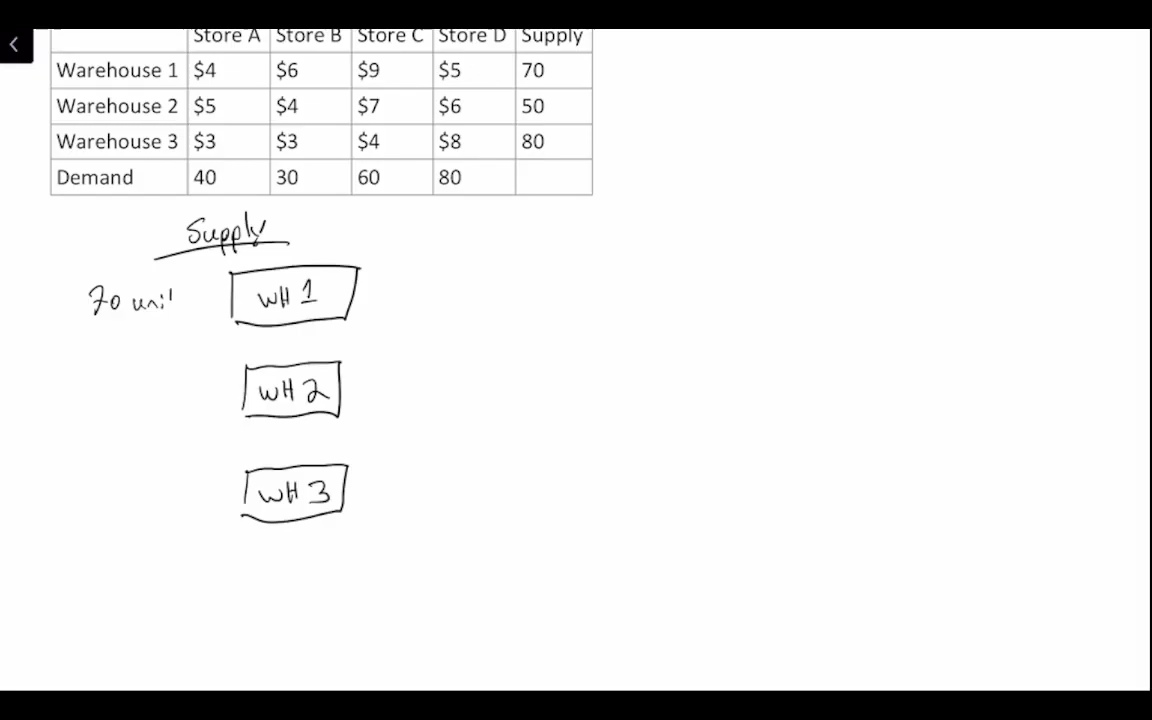 Store A Store B Store C Store D Supply
Warehouse 1 $4 $6 $9 $5 70
Warehouse 2 $5 $4 $7 $6 50
Warehouse 3 $3 $3 $4 $8 80
Demand 40 30 60 80
Supply
70 unit
WH 1
WH 2
WH 3